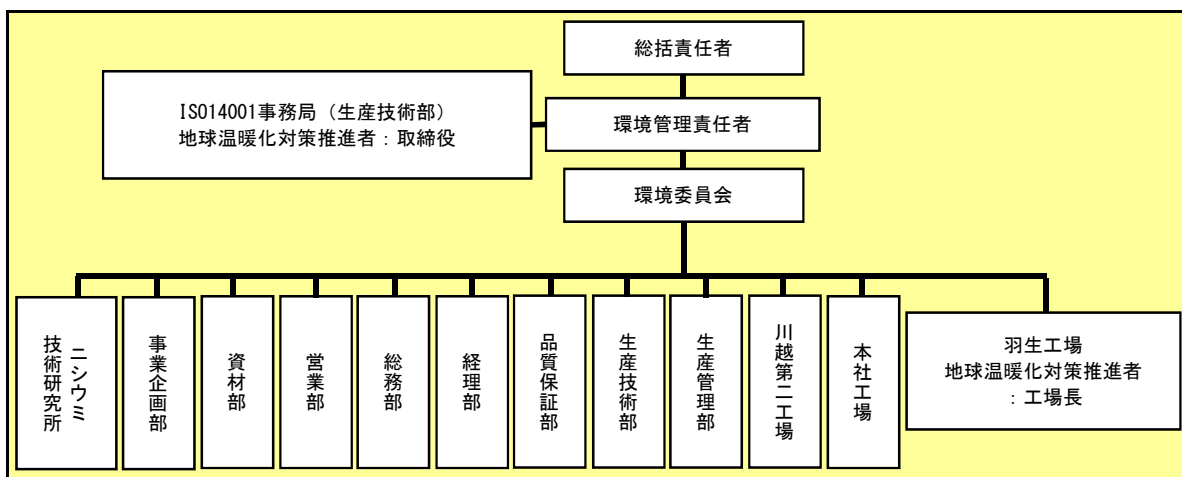 総括責任者
ISO14001事務局（生産技術部）
地球温暖化対策推進者：取締役
環境管理責任者
環境委員会
ニシウミ
技術研究所
事業企画部
資材部
営業部
総務部
経理部
品質保証部
生産技術部
生産管理部
川越第二工場
本社工場
羽生工場
地球温暖化対策推進者
：工場長